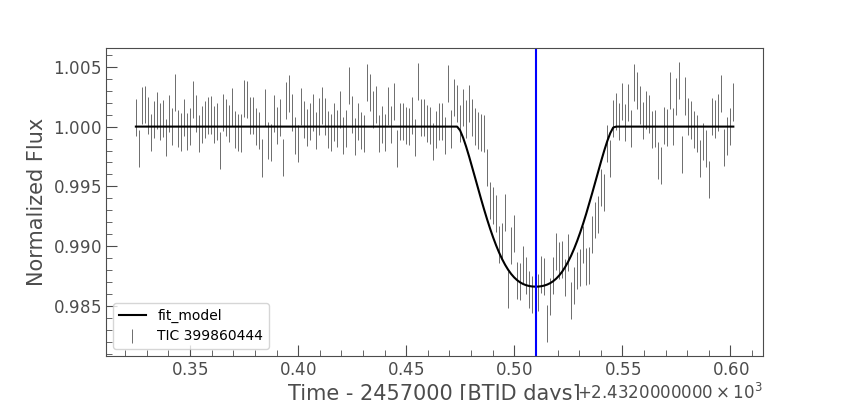 Normalized Flux
1.005
1.000
0.995
0.990
0.985
fit_model
TIC 399860444
0.35 0.40 0.45 0.50 0.55 0.60
Time - 2457000 [BTJD days]
+2.4320000000 × 10³